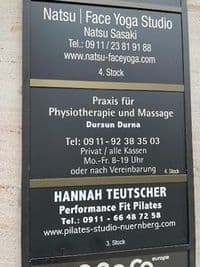 Natsu | Face Yoga Studio
Natsu Sasaki
Tel.: 09 11 / 23 81 91 88
www.natsu-faceyoga.com
4. Stock
Praxis für
Physiotherapie und Massage
Dursun Durna
Tel: 0911-92 38 35 03
Privat / alle Kassen
Mo.-Fr. 8-19 Uhr
oder nach Vereinbarung
4. Stock
HANNAH TEUTSCHER
Performance Fit Pilates
Tel. 0911 - 66 48 72 58
www.pilates-studio-nuernberg.com
3. Stock
europe